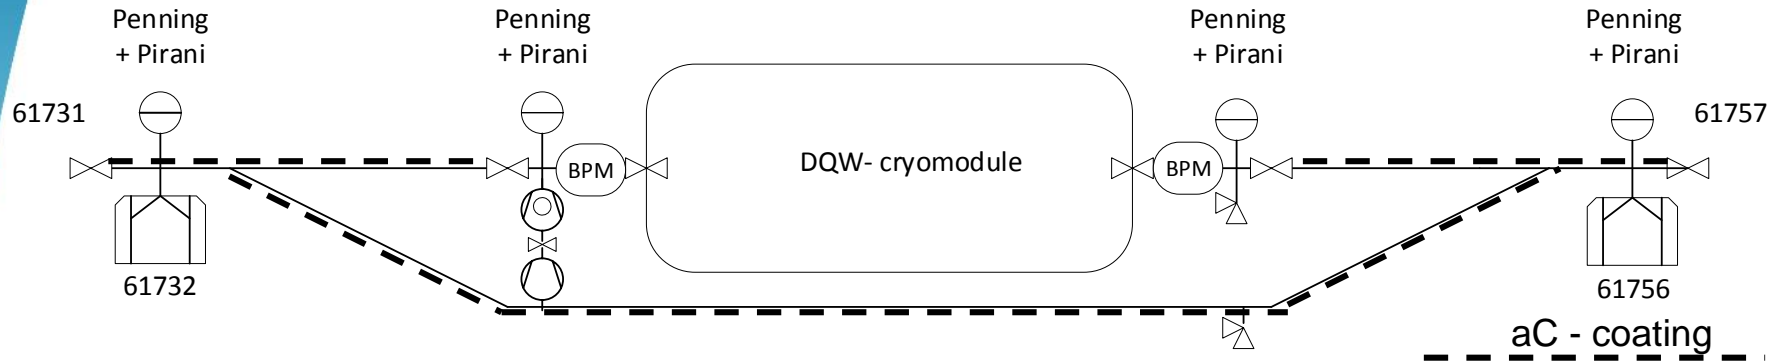 Penning
+ Pirani
Penning
+ Pirani
Penning
+ Pirani
Penning
+ Pirani
61731
61757
BPM
DQW- cryomodule
BPM
61732
61756
aC - coating